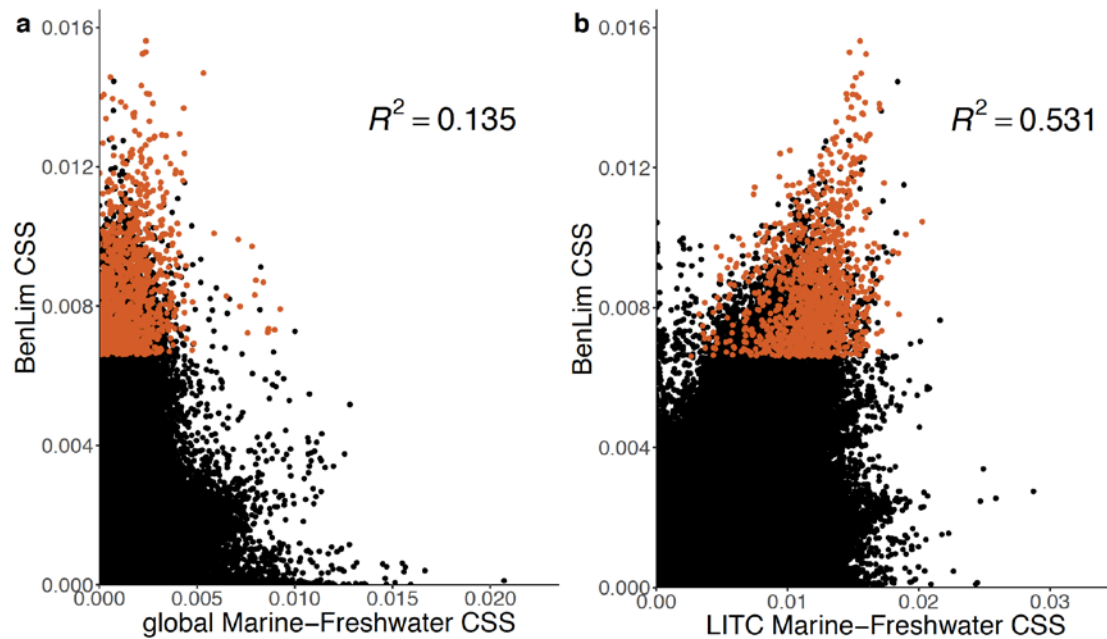 a
BenLim CSS
0.016
0.012
0.008
0.004
0.000
R² = 0.135
0.000 0.005 0.010 0.015 0.020
global Marine−Freshwater CSS
b
BenLim CSS
0.016
0.012
0.008
0.004
0.000
R² = 0.531
0.00 0.01 0.02 0.03
LITC Marine−Freshwater CSS